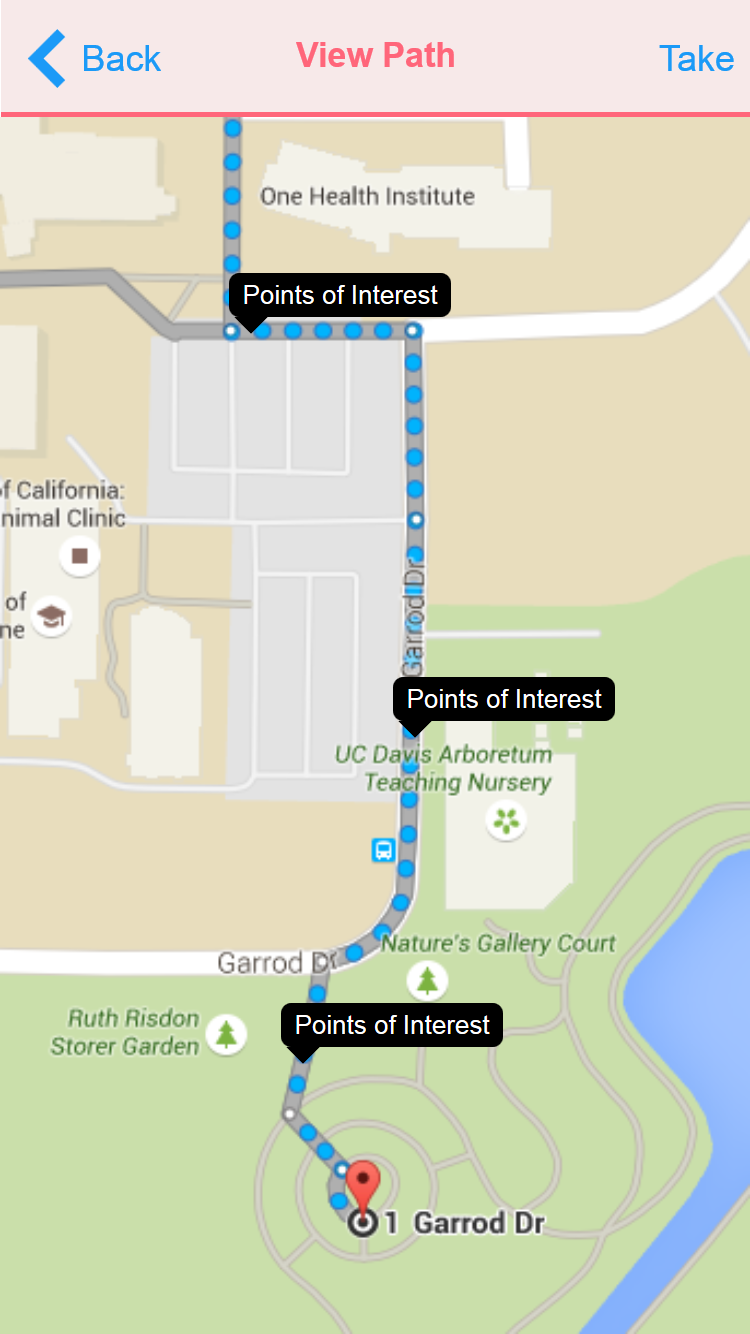 Back
View Path
Take
One Health Institute
Points of Interest
of California:
nimal Clinic
of
ne
Garrod Dr
Points of Interest
UC Davis Arboretum
Teaching Nursery
Nature's Gallery Court
Garrod Dr
Ruth Risdon
Storer Garden
Points of Interest
1 Garrod Dr